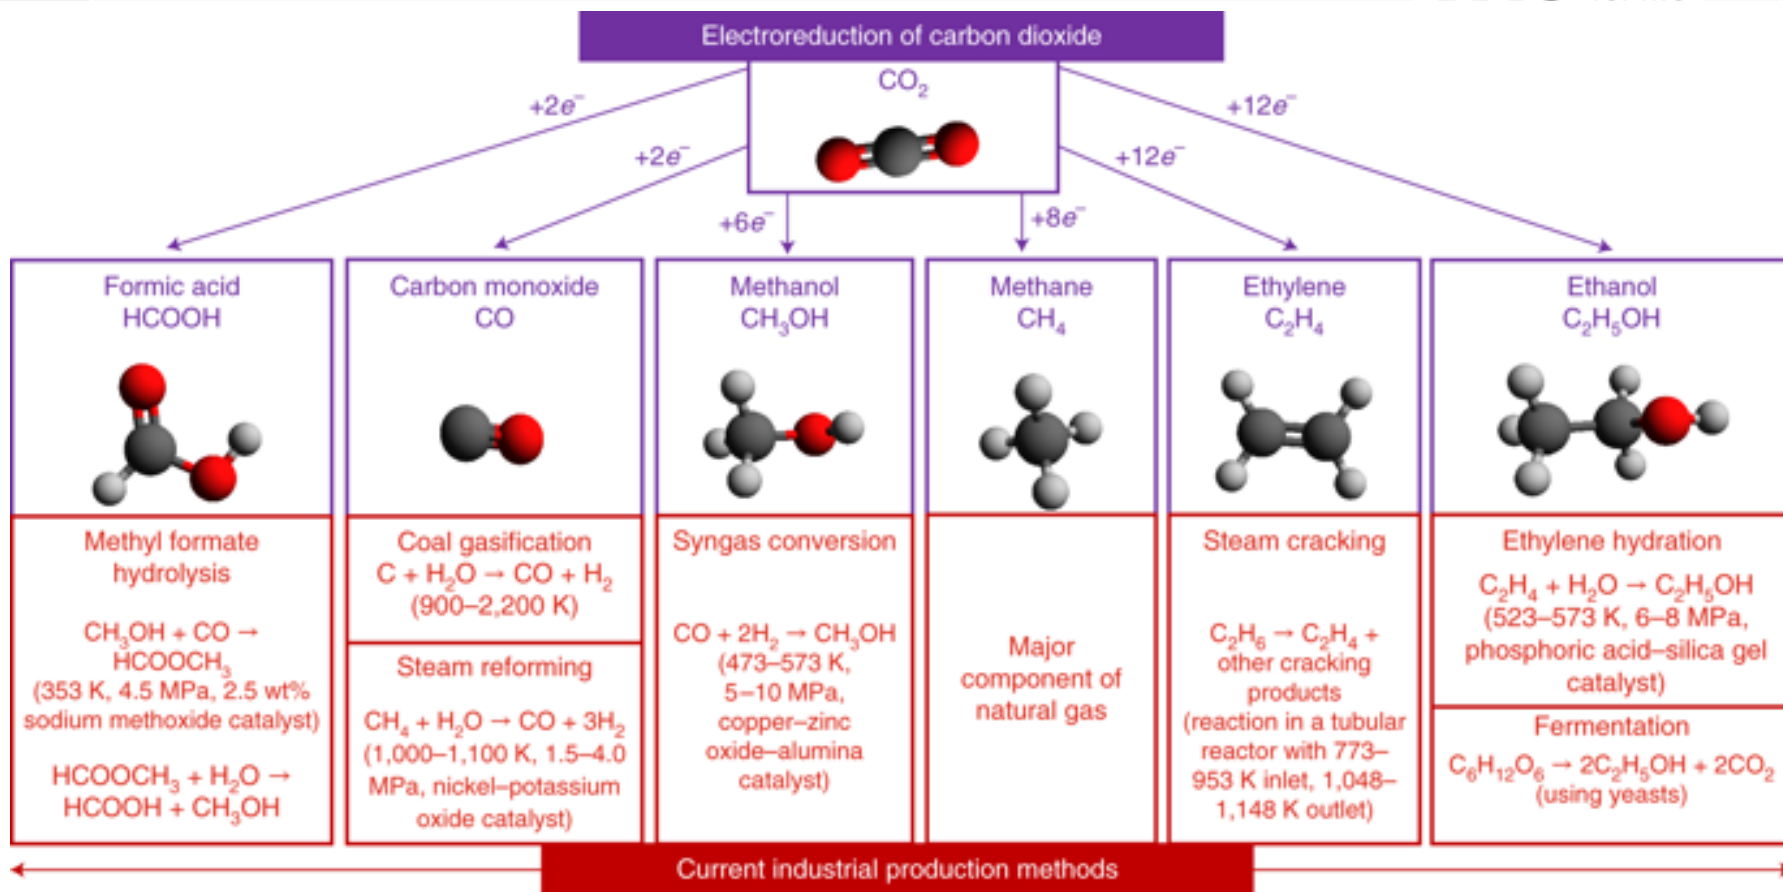 Electroreduction of carbon dioxide
CO₂
+2e⁻
+2e⁻
+6e⁻
+8e⁻
+12e⁻
+12e⁻
Formic acid
HCOOH
Carbon monoxide
CO
Methanol
CH₃OH
Methane
CH₄
Ethylene
C₂H₄
Ethanol
C₂H₅OH
Methyl formate
hydrolysis
CH₃OH + CO →
HCOOCH₃
(353 K, 4.5 MPa, 2.5 wt%
sodium methoxide catalyst)
HCOOCH₃ + H₂O →
HCOOH + CH₃OH
Coal gasification
C + H₂O → CO + H₂
(900–2,200 K)
Steam reforming
CH₄ + H₂O → CO + 3H₂
(1,000–1,100 K, 1.5–4.0
MPa, nickel–potassium
oxide catalyst)
Syngas conversion
CO + 2H₂ → CH₃OH
(473–573 K,
5–10 MPa,
copper–zinc
oxide–alumina
catalyst)
Major
component of
natural gas
Steam cracking
C₂H₆ → C₂H₄ +
other cracking
products
(reaction in a tubular
reactor with 773–
953 K inlet, 1,048–
1,148 K outlet)
Ethylene hydration
C₂H₄ + H₂O → C₂H₅OH
(523–573 K, 6–8 MPa,
phosphoric acid–silica gel
catalyst)
Fermentation
C₆H₁₂O₆ → 2C₂H₅OH + 2CO₂
(using yeasts)
Current industrial production methods